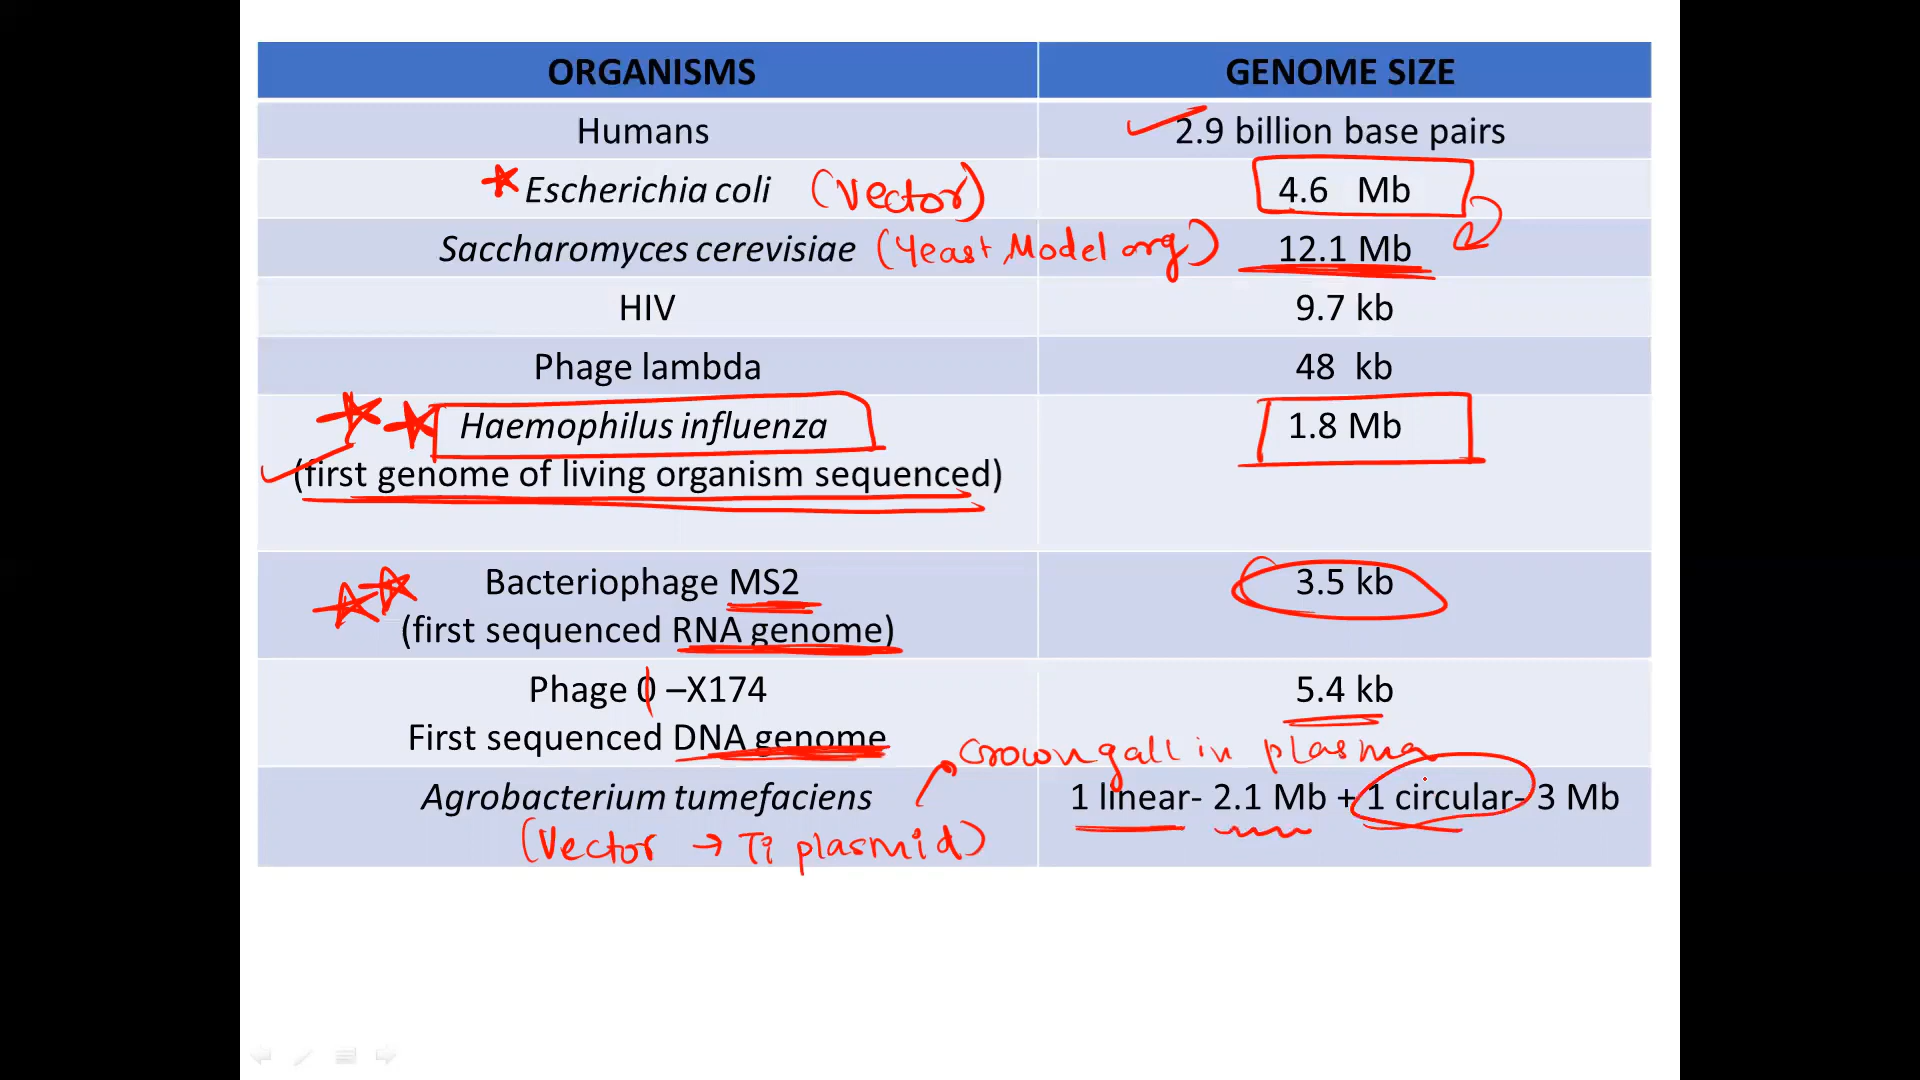 ORGANISMS GENOME SIZE
Humans 2.9 billion base pairs
Escherichia coli (Vector) 4.6 Mb
Saccharomyces cerevisiae (Yeast, Model org) 12.1 Mb
HIV 9.7 kb
Phage lambda 48 kb
Haemophilus influenza 1.8 Mb
(first genome of living organism sequenced)
Bacteriophage MS2 3.5 kb
(first sequenced RNA genome)
Phage 0 –X174 5.4 kb
First sequenced DNA genome
Crown gall in plasma
Agrobacterium tumefaciens 1 linear- 2.1 Mb + 1 circular- 3 Mb
(Vector → Ti plasmid)